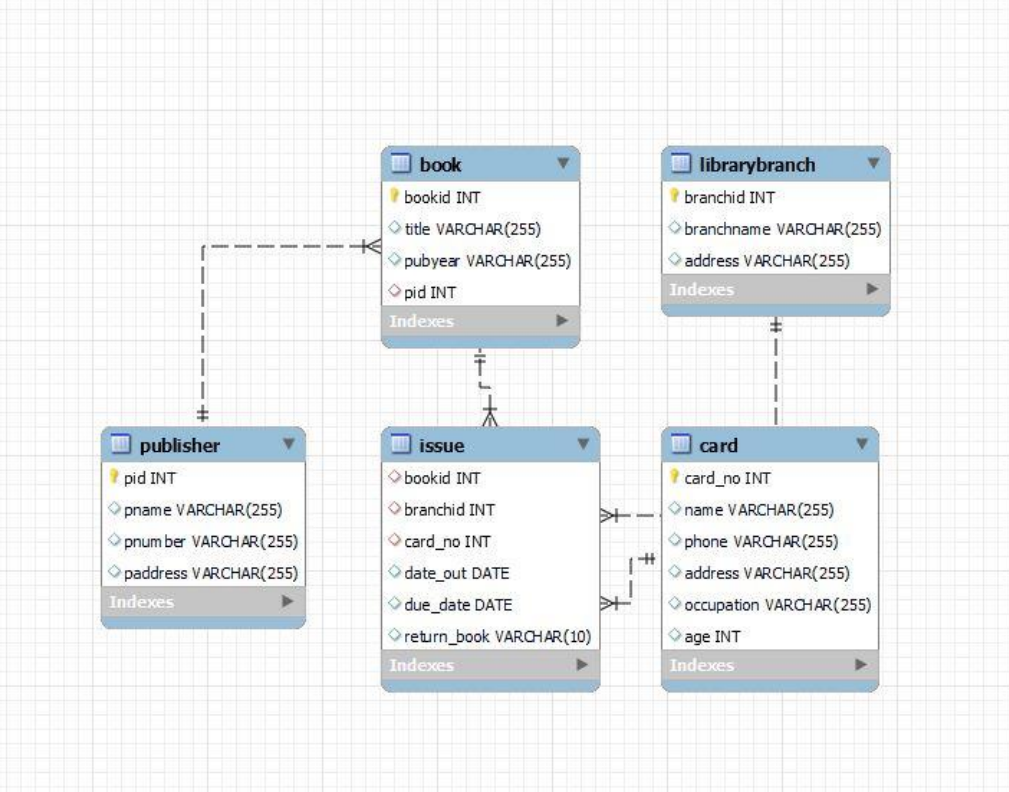 book
bookid INT
title VARCHAR(255)
pubyear VARCHAR(255)
pid INT
Indexes
librarybranch
branchid INT
branchname VARCHAR(255)
address VARCHAR(255)
Indexes
publisher
pid INT
pname VARCHAR(255)
pnumber VARCHAR(255)
paddress VARCHAR(255)
Indexes
issue
bookid INT
branchid INT
card_no INT
date_out DATE
due_date DATE
return_book VARCHAR(10)
Indexes
card
card_no INT
name VARCHAR(255)
phone VARCHAR(255)
address VARCHAR(255)
occupation VARCHAR(255)
age INT
Indexes